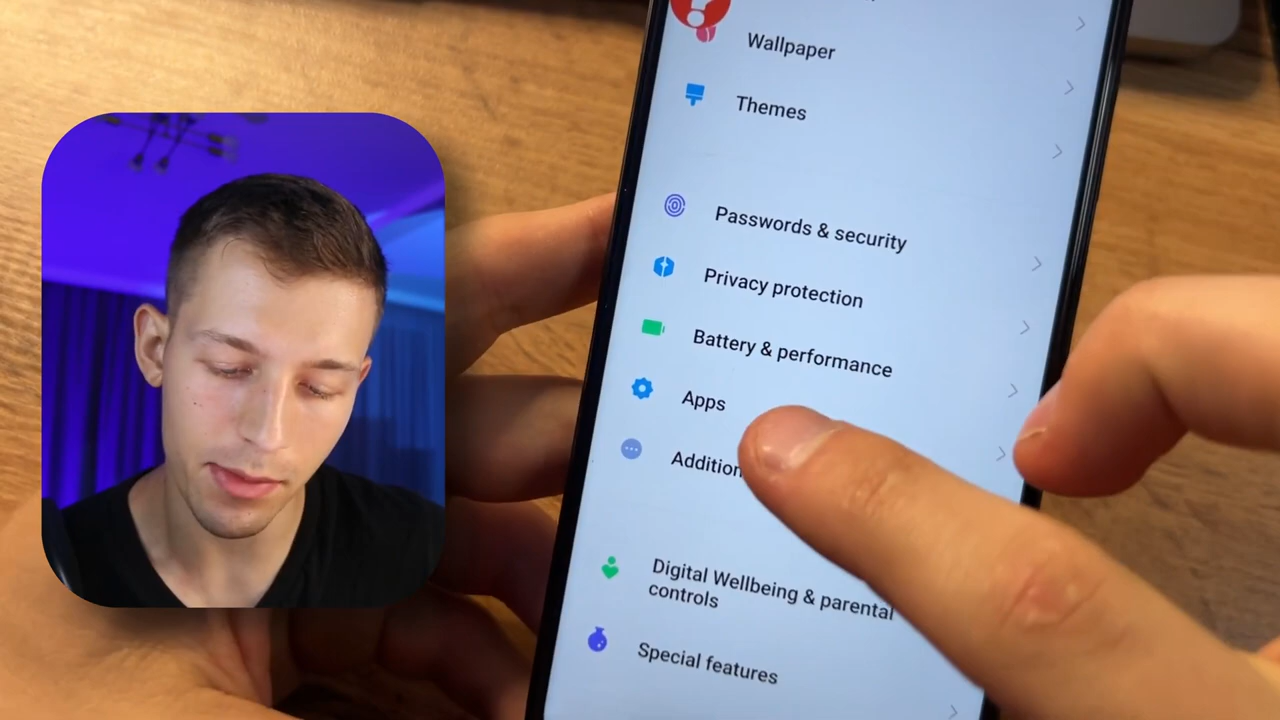 Wallpaper
Themes
Passwords & security
Privacy protection
Battery & performance
Apps
Digital Wellbeing & parental
controls
Special features